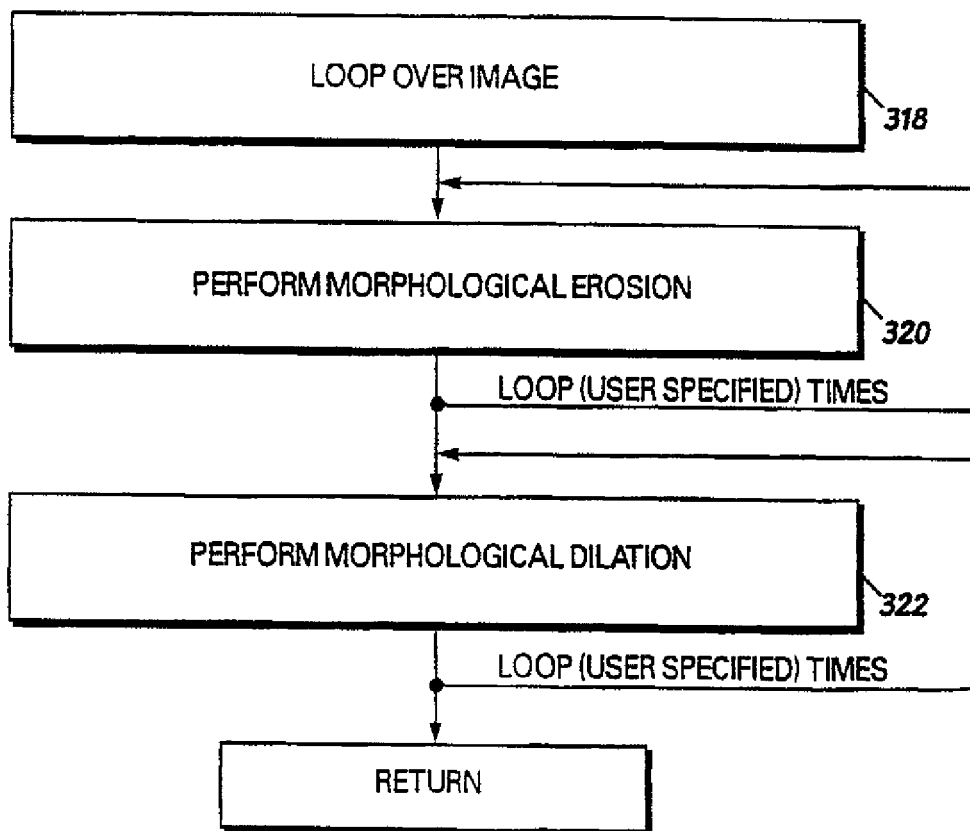 LOOP OVER IMAGE
318
PERFORM MORPHOLOGICAL EROSION
320
LOOP (USER SPECIFIED) TIMES
PERFORM MORPHOLOGICAL DILATION
322
LOOP (USER SPECIFIED) TIMES
RETURN